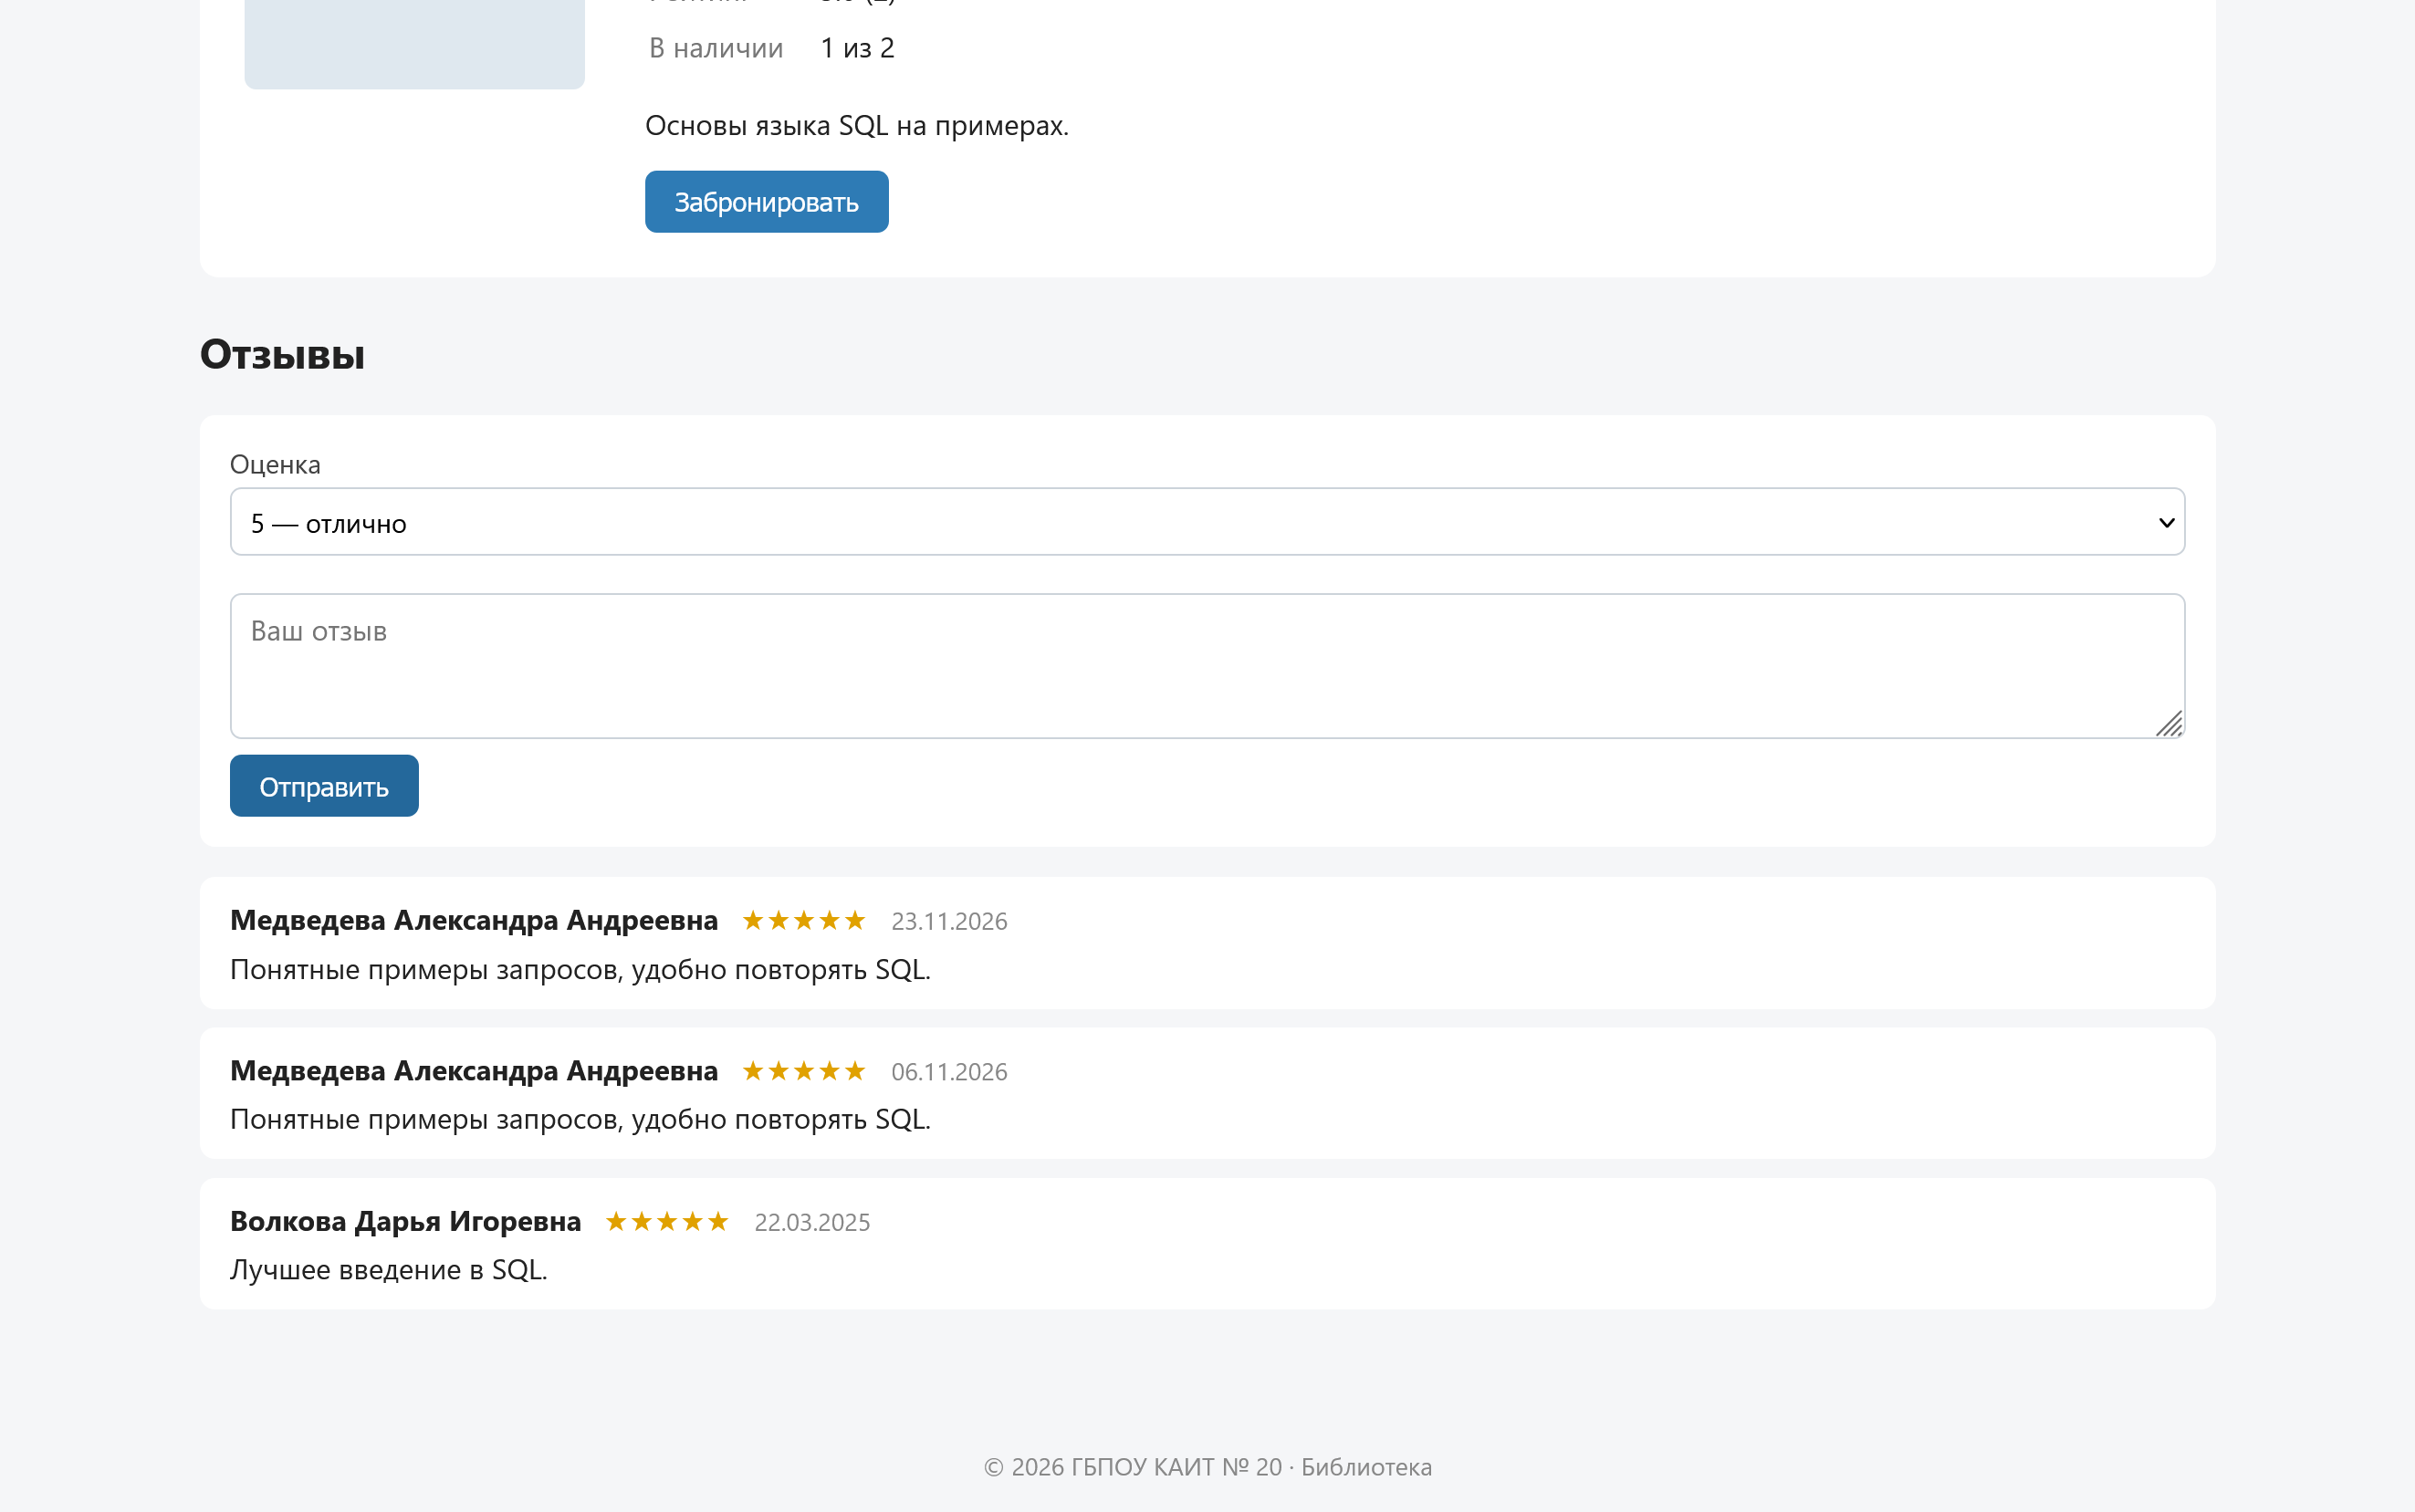 В наличии 1 из 2
Основы языка SQL на примерах.
Забронировать
Отзывы
Оценка
5 — отлично
Ваш отзыв
Отправить
Медведева Александра Андреевна ★★★★★ 23.11.2026
Понятные примеры запросов, удобно повторять SQL.
Медведева Александра Андреевна ★★★★★ 06.11.2026
Понятные примеры запросов, удобно повторять SQL.
Волкова Дарья Игоревна ★★★★★ 22.03.2025
Лучшее введение в SQL.
© 2026 ГБПОУ КАИТ № 20 · Библиотека